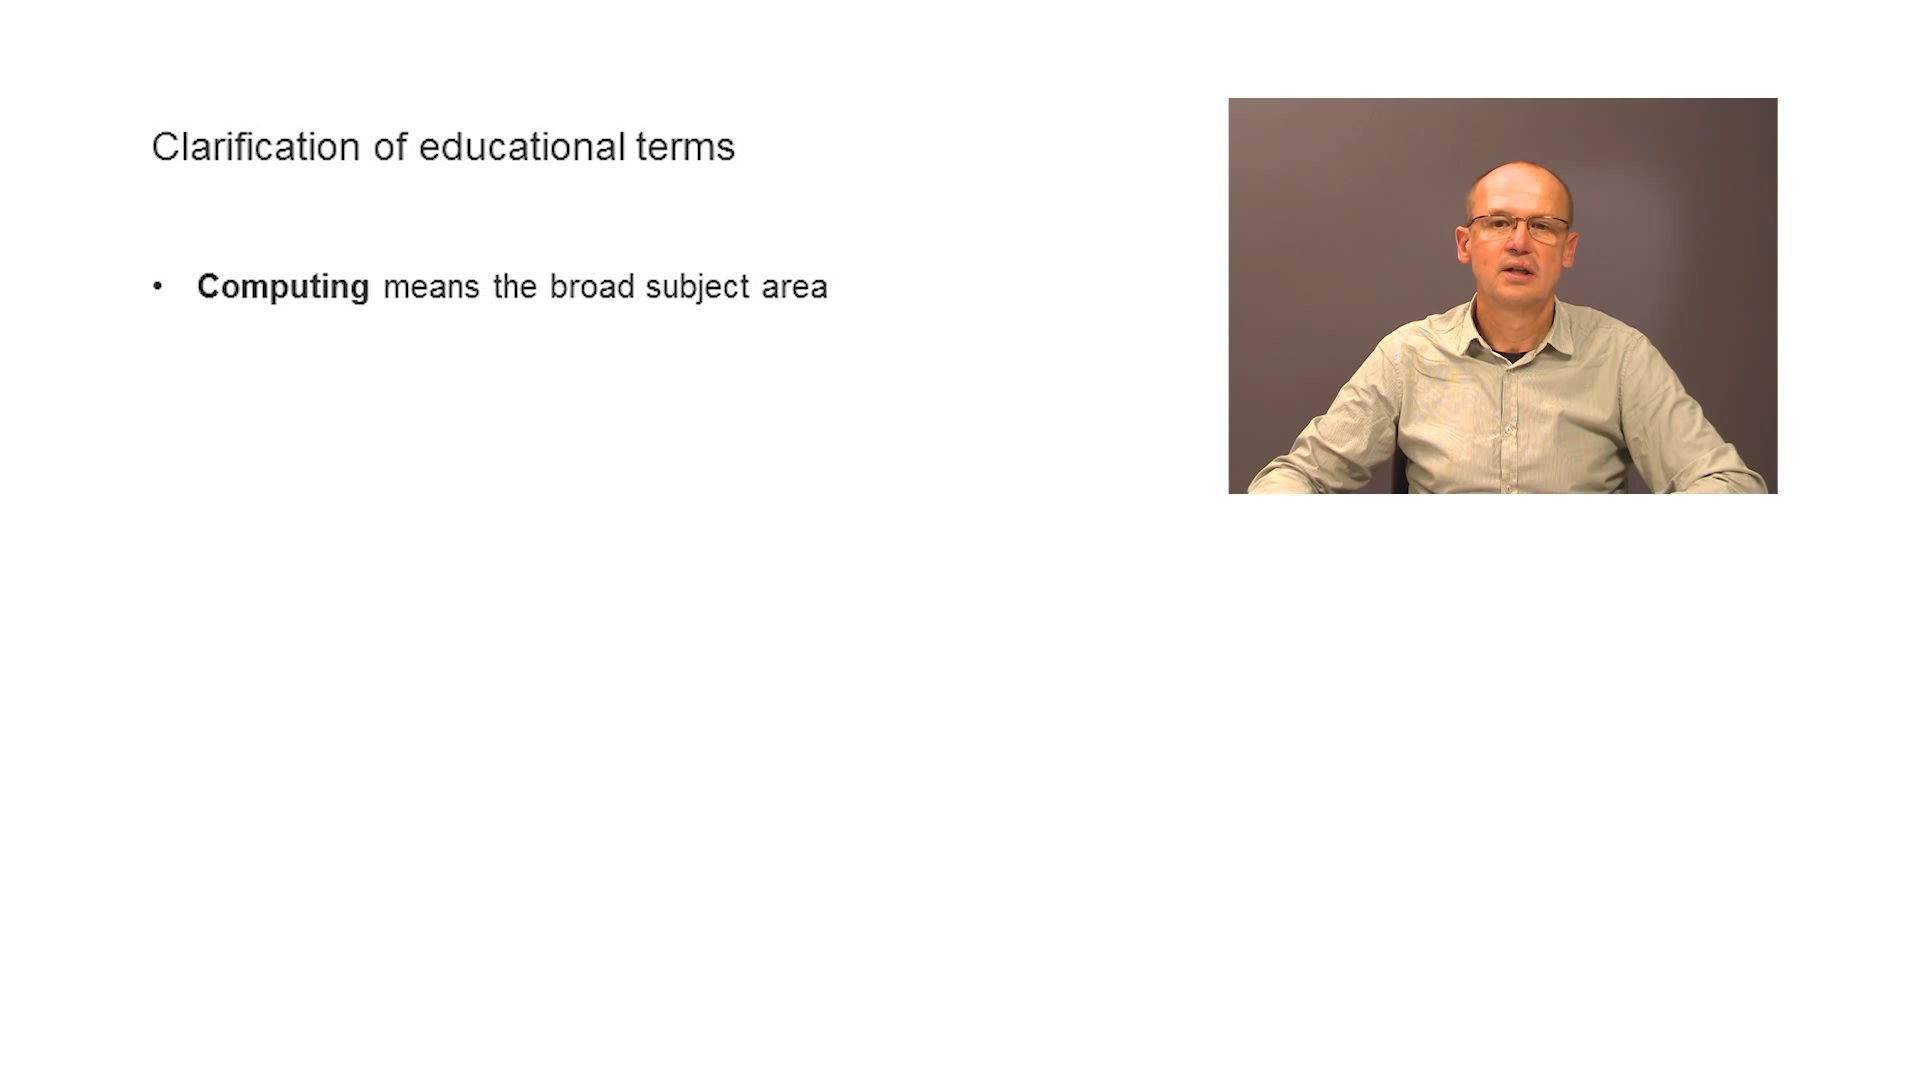 Clarification of educational terms
• Computing means the broad subject area